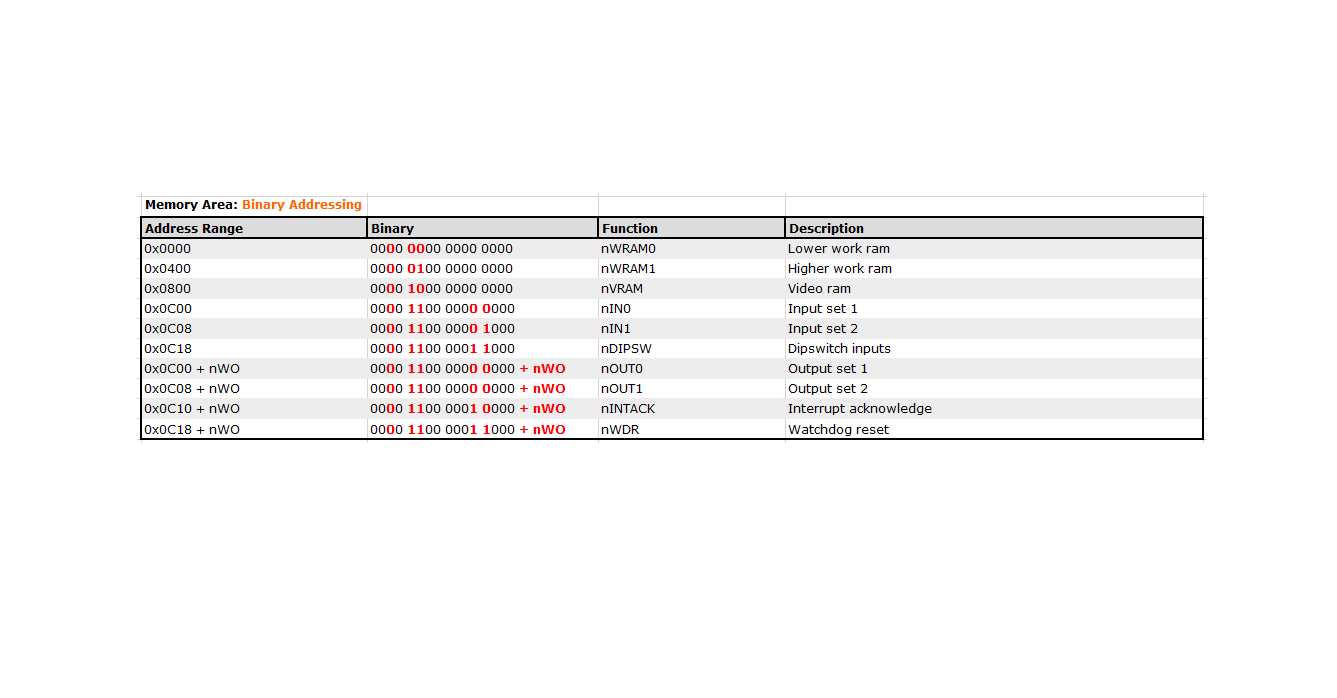 Memory Area: Binary Addressing
Address Range Binary Function Description
0x0000 0000 0000 0000 0000 nWRAM0 Lower work ram
0x0400 0000 0100 0000 0000 nWRAM1 Higher work ram
0x0800 0000 1000 0000 0000 nVRAM Video ram
0x0C00 0000 1100 0000 0000 nIN0 Input set 1
0x0C08 0000 1100 0000 1000 nIN1 Input set 2
0x0C18 0000 1100 0001 1000 nDIPSW Dipswitch inputs
0x0C00 + nWO 0000 1100 0000 0000 + nWO nOUT0 Output set 1
0x0C08 + nWO 0000 1100 0000 0000 + nWO nOUT1 Output set 2
0x0C10 + nWO 0000 1100 0001 0000 + nWO nINTACK Interrupt acknowledge
0x0C18 + nWO 0000 1100 0001 1000 + nWO nWDR Watchdog reset